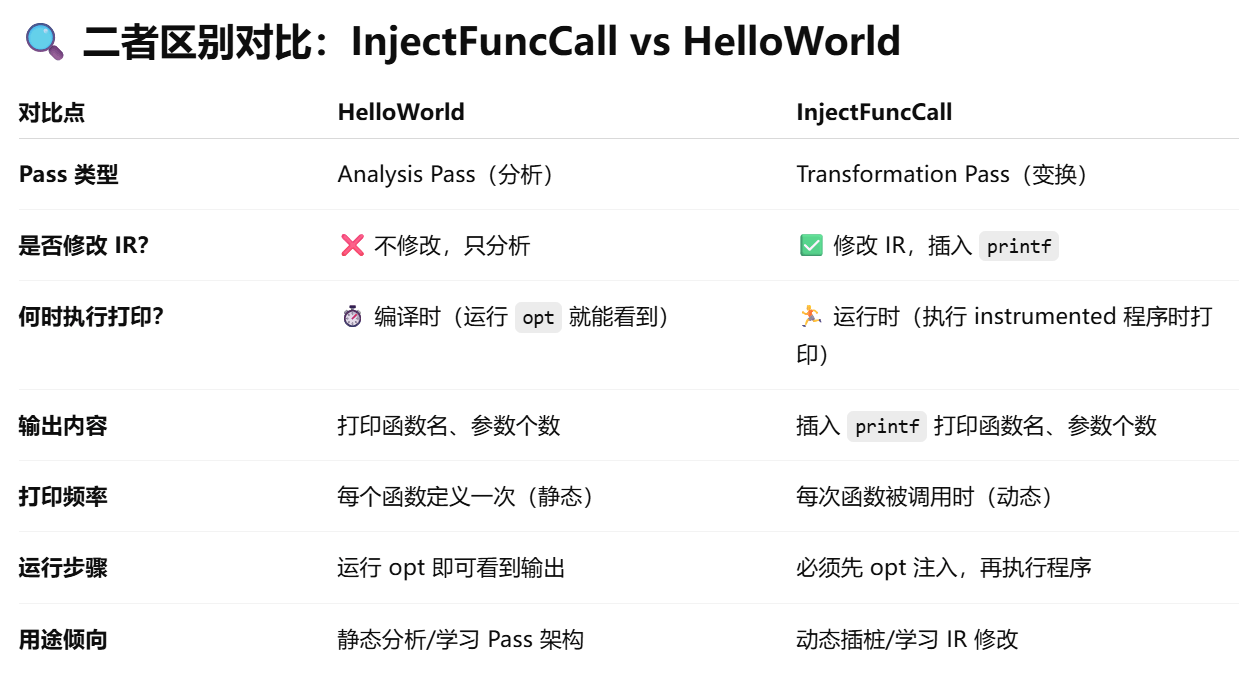 🔍 二者区别对比：InjectFuncCall vs HelloWorld
对比点 HelloWorld InjectFuncCall
Pass 类型 Analysis Pass（分析） Transformation Pass（变换）
是否修改 IR？ ❌ 不修改，只分析 ✅ 修改 IR，插入 printf
何时执行打印？ ⏱ 编译时（运行 opt 就能看到） 🏃 运行时（执行 instrumented 程序时打
印）
输出内容 打印函数名、参数个数 插入 printf 打印函数名、参数个数
打印频率 每个函数定义一次（静态） 每次函数被调用时（动态）
运行步骤 运行 opt 即可看到输出 必须先 opt 注入，再执行程序
用途倾向 静态分析/学习 Pass 架构 动态插桩/学习 IR 修改